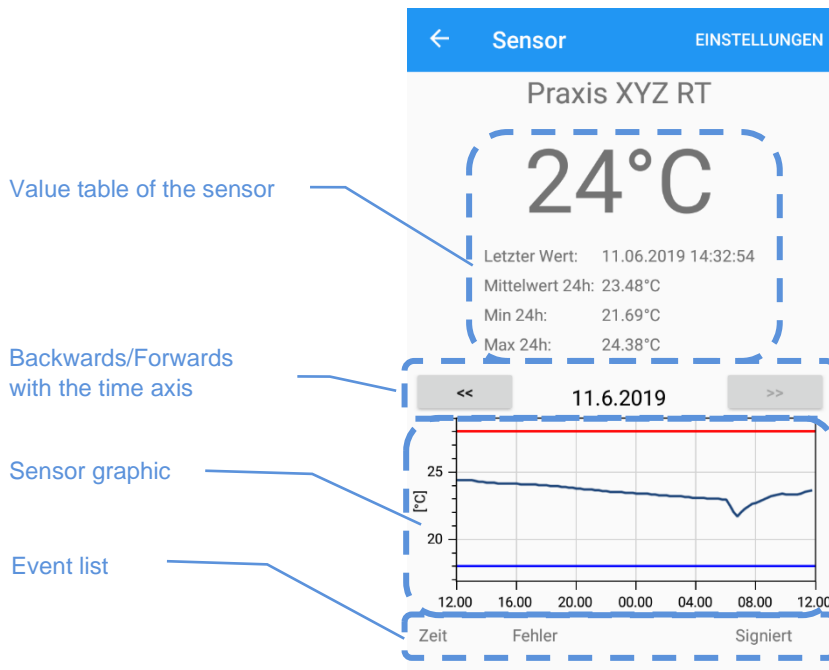 Sensor EINSTELLUNGEN
Praxis XYZ RT
24°C
Value table of the sensor
Letzter Wert: 11.06.2019 14:32:54
Mittelwert 24h: 23.48°C
Min 24h: 21.69°C
Max 24h: 24.38°C
Backwards/Forwards
with the time axis
<< 11.6.2019 >>
Sensor graphic
25
[°C]
20
12.00 16.00 20.00 00.00 04.00 08.00 12.00
Event list
Zeit Fehler Signiert